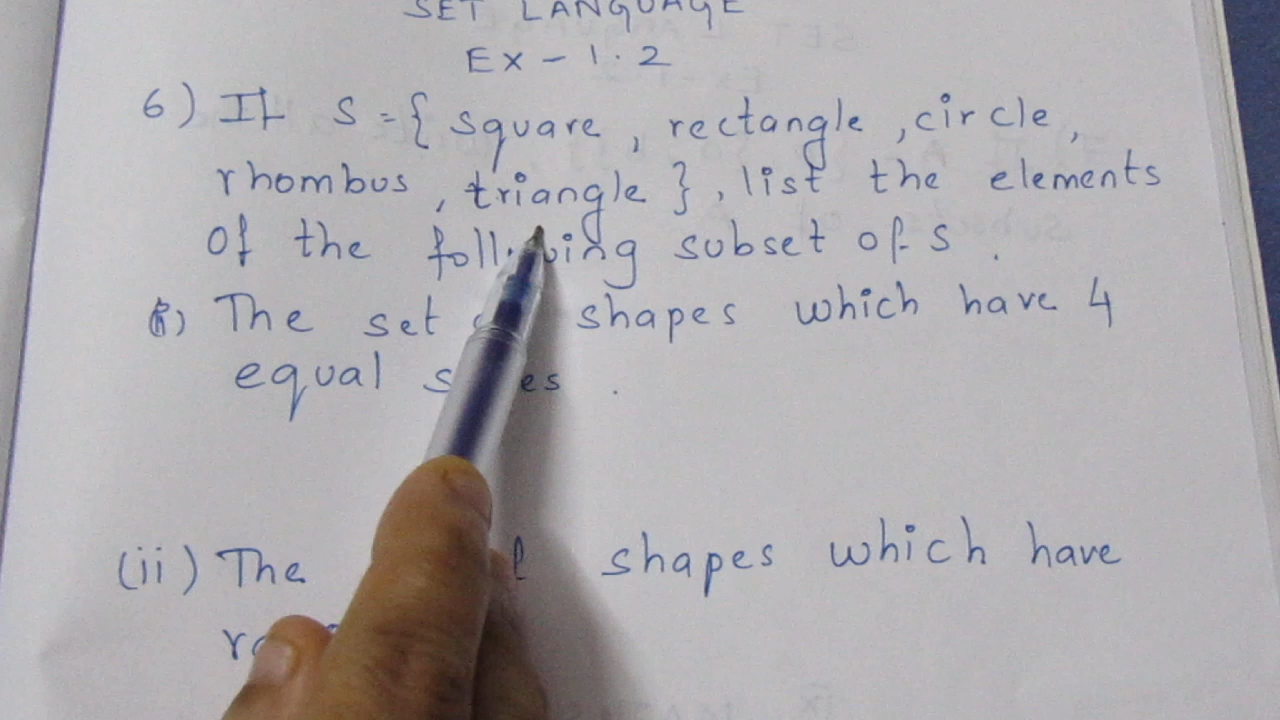 SET LANGUAGE
Ex - 1.2
6) If S = { square , rectangle , circle ,
rhombus , triangle } , list the elements
of the following subset of S .
The set shapes which have 4
equal .
(ii) The shapes which have